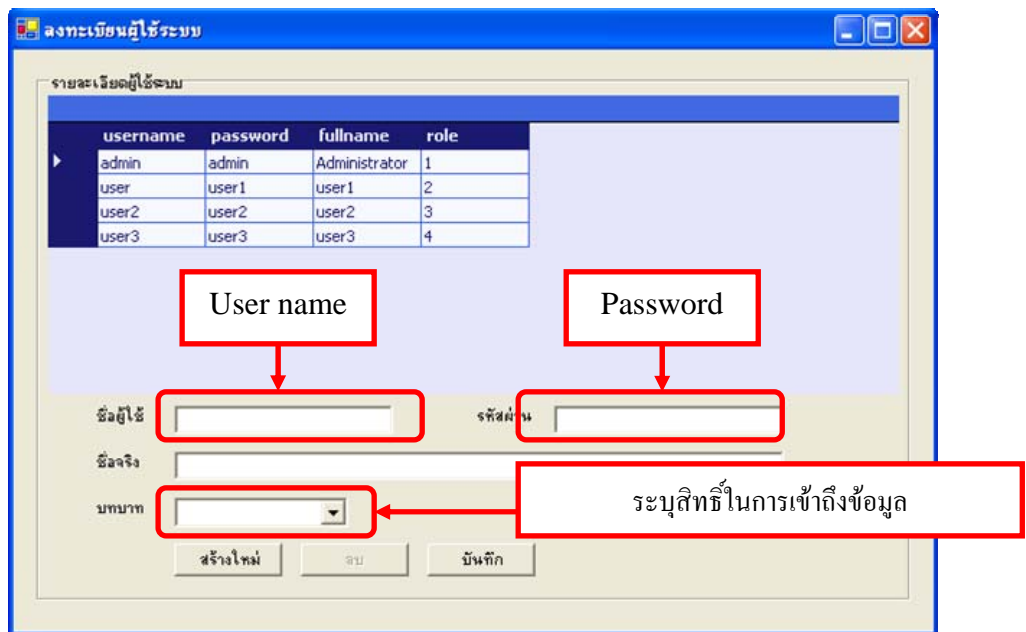 ลงทะเบียนผู้ใช้ระบบ
รายละเอียดผู้ใช้ระบบ
username password fullname role
admin admin Administrator 1
user user1 user1 2
user2 user2 user2 3
user3 user3 user3 4
User name Password
ชื่อผู้ใช้ รหัสผ่าน
ชื่อจริง
ระบุสิทธิ์ในการเข้าถึงข้อมูล
บทบาท
สร้างใหม่ ลบ บันทึก